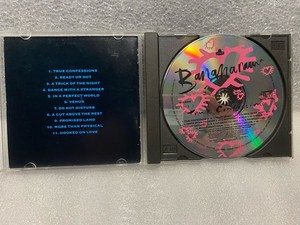 1. TRUE CONFESSIONS
2. READY OR NOT
3. A TRICK OF THE NIGHT
4. DANCE WITH A STRANGER
5. IN A PERFECT WORLD
6. VENUS
7. DO NOT DISTURB
8. A CUT ABOVE THE REST
9. PROMISED LAND
10. MORE THAN PHYSICAL
11. HOOKED ON LOVE
Bananarama